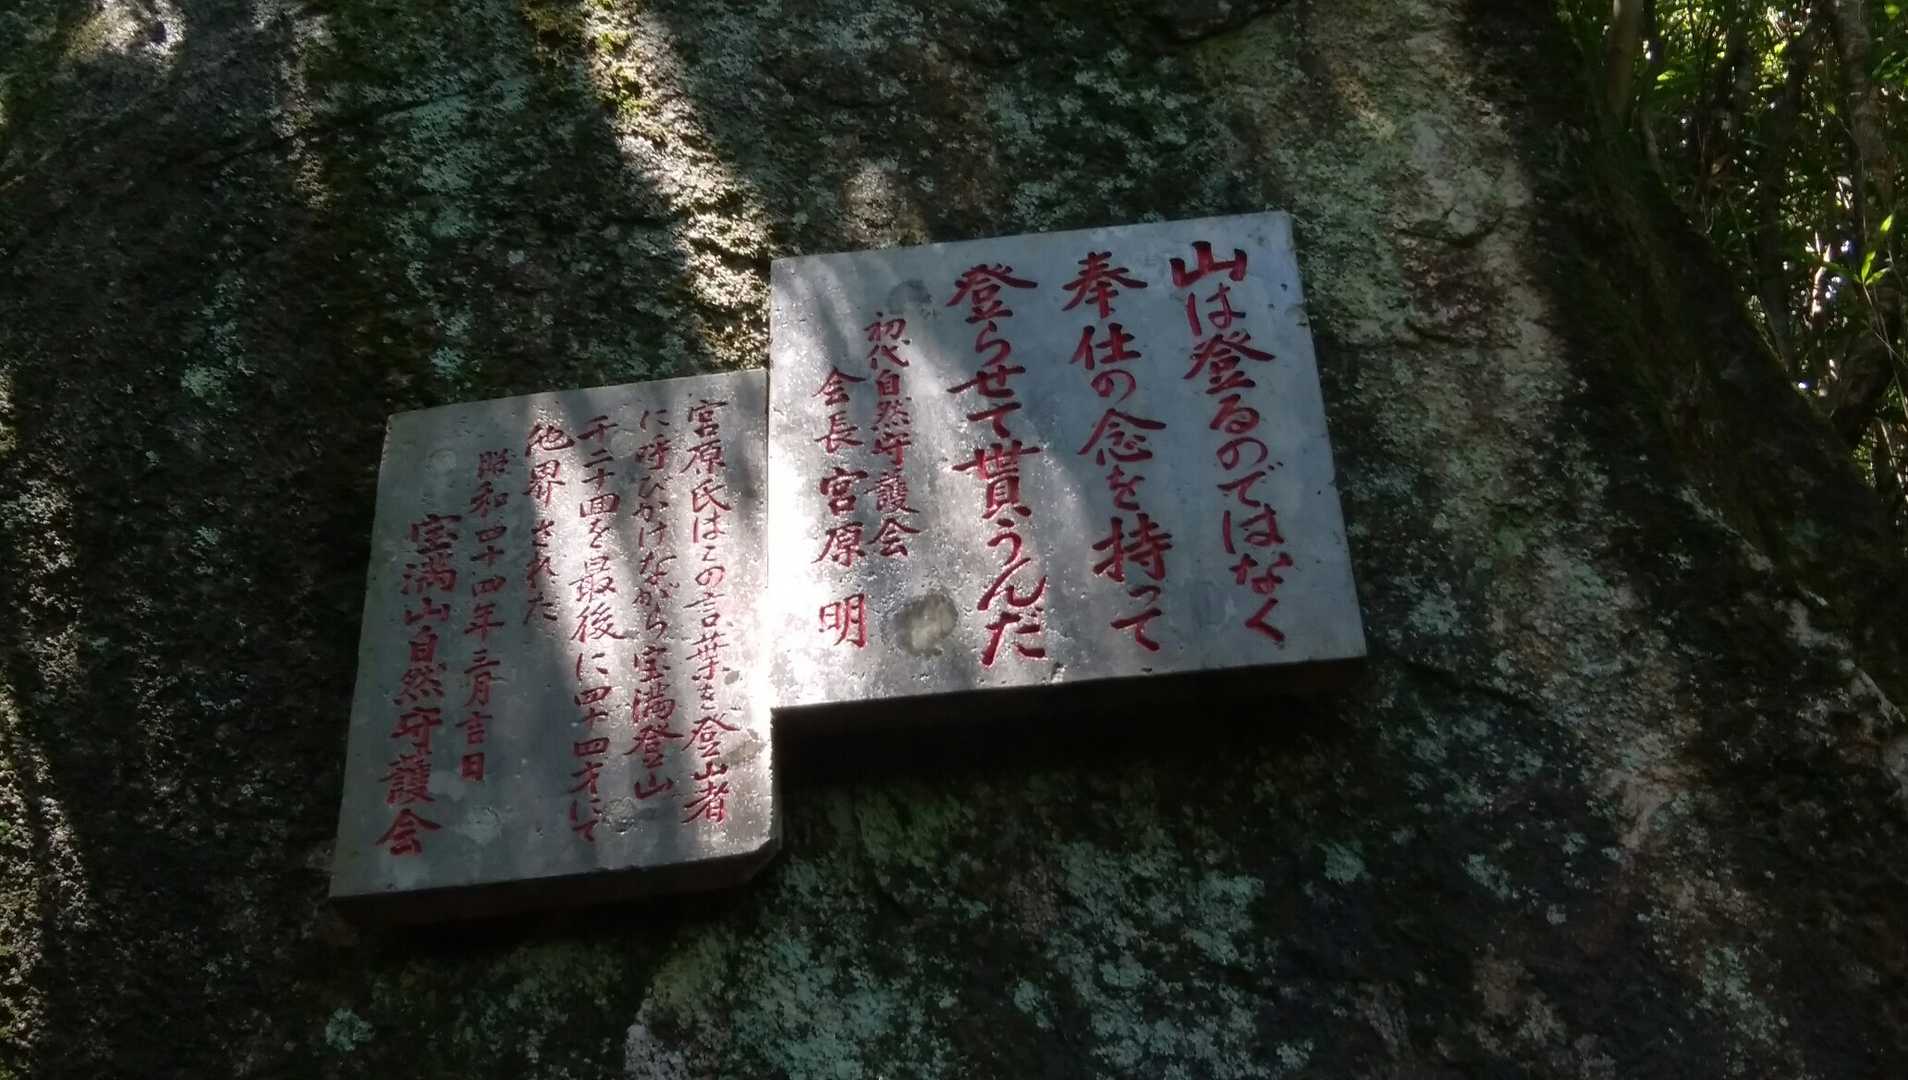 山は登るのではなく
奉仕の念を持って
登らせて貰うんだ
初代自然守護会
会長 宮原 明
宮原氏はこの言葉を登山者
に呼びかけながら宝満登山
千二十回を最後に四十四才にて
他界された
昭和四十四年三月吉日
宝満山自然守護会